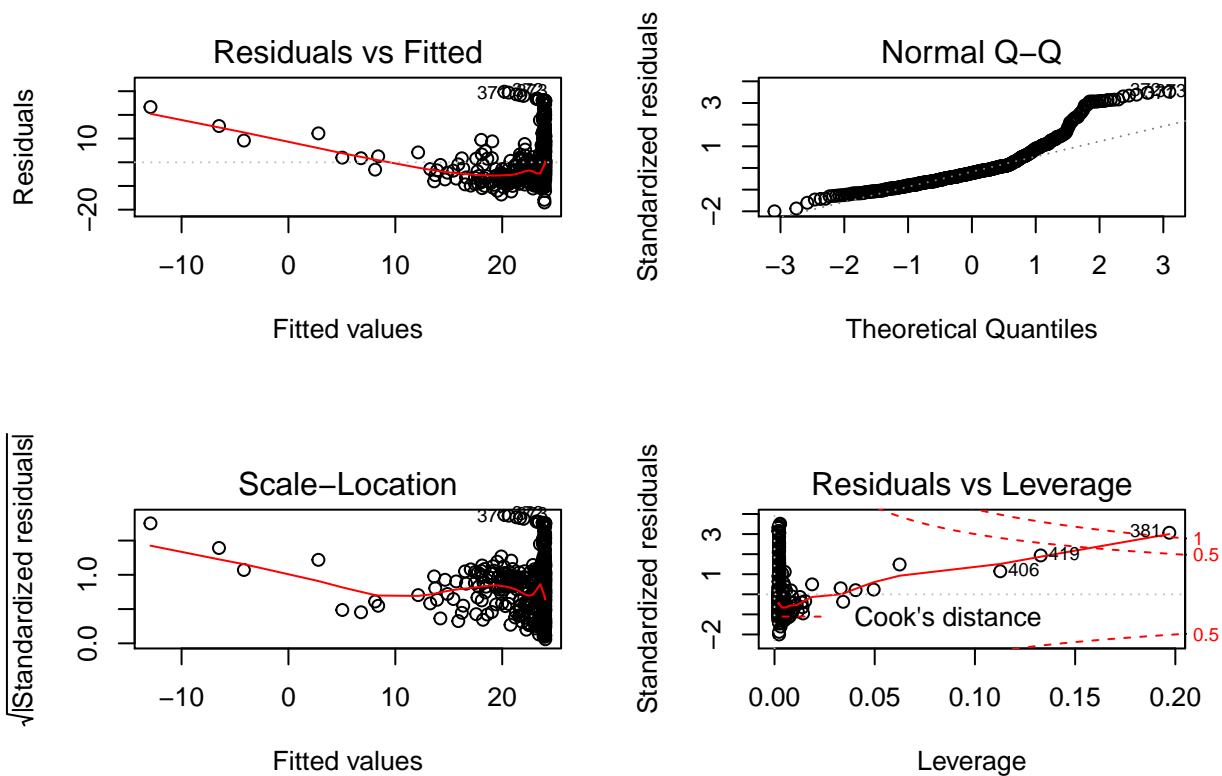 Residuals vs Fitted
Residuals
−20
10
−10
0
10
20
Fitted values
Normal Q−Q
Standardized residuals
−2
1
3
−3
−2
−1
0
1
2
3
Theoretical Quantiles
Scale−Location
√|Standardized residuals|
0.0
1.0
−10
0
10
20
Fitted values
Residuals vs Leverage
Standardized residuals
−2
1
3
381
419
406
1
0.5
0.5
Cook's distance
0.00
0.05
0.10
0.15
0.20
Leverage